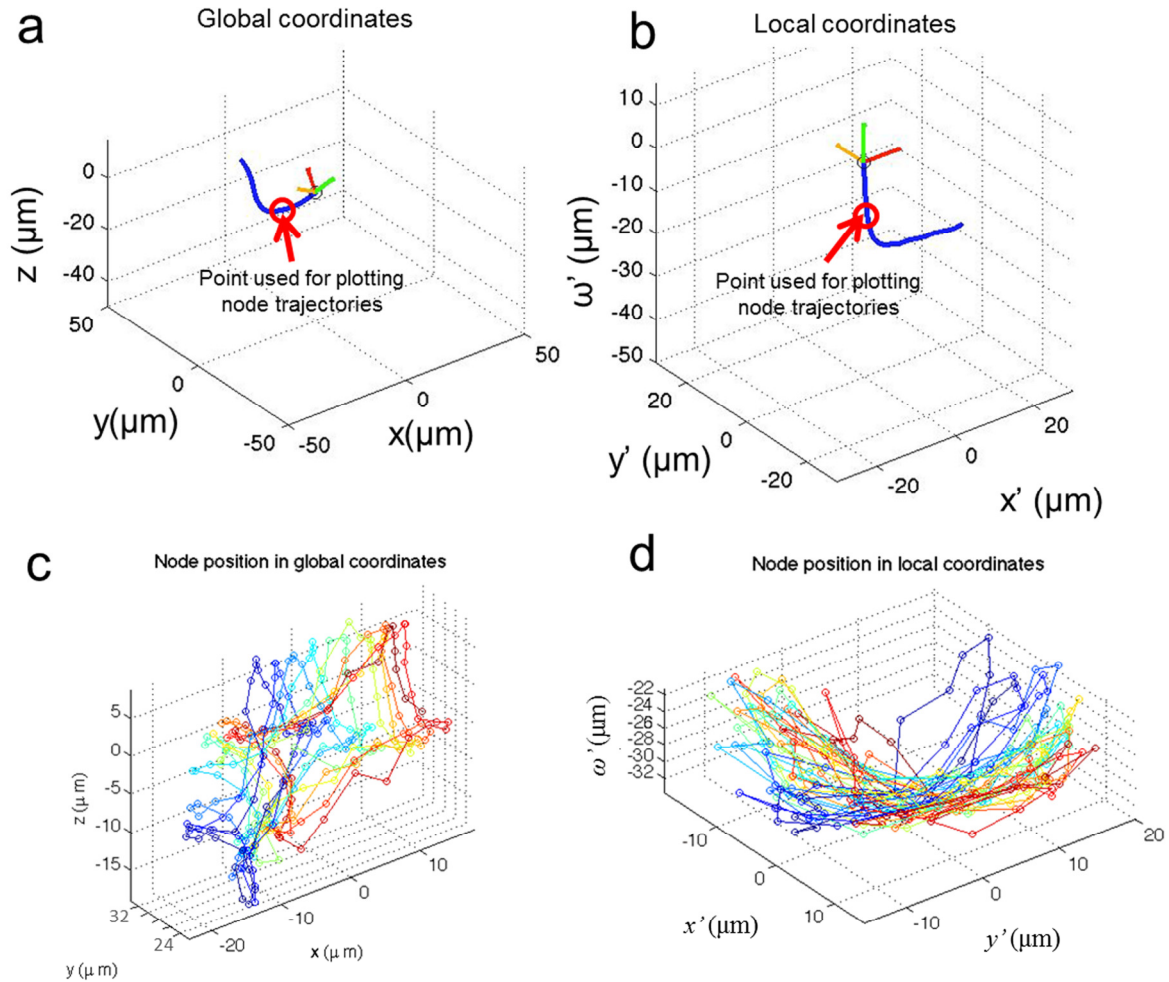 a
Global coordinates
0
-20
-40
z (µm)
50
0
-50
y(µm)
-50
0
50
x(µm)
Point used for plotting
node trajectories
b
Local coordinates
10
0
-10
-20
-30
-40
-50
ω' (µm)
20
0
-20
y' (µm)
-20
0
20
x' (µm)
Point used for plotting
node trajectories
c
Node position in global coordinates
5
0
-5
-10
-15
z (µ m)
32
24
y (µ m)
-20
-10
0
10
x (µ m)
d
Node position in local coordinates
-22
-24
-26
-28
-30
-32
ω' (µm)
-10
0
10
x' (µm)
-10
0
10
20
y' (µm)